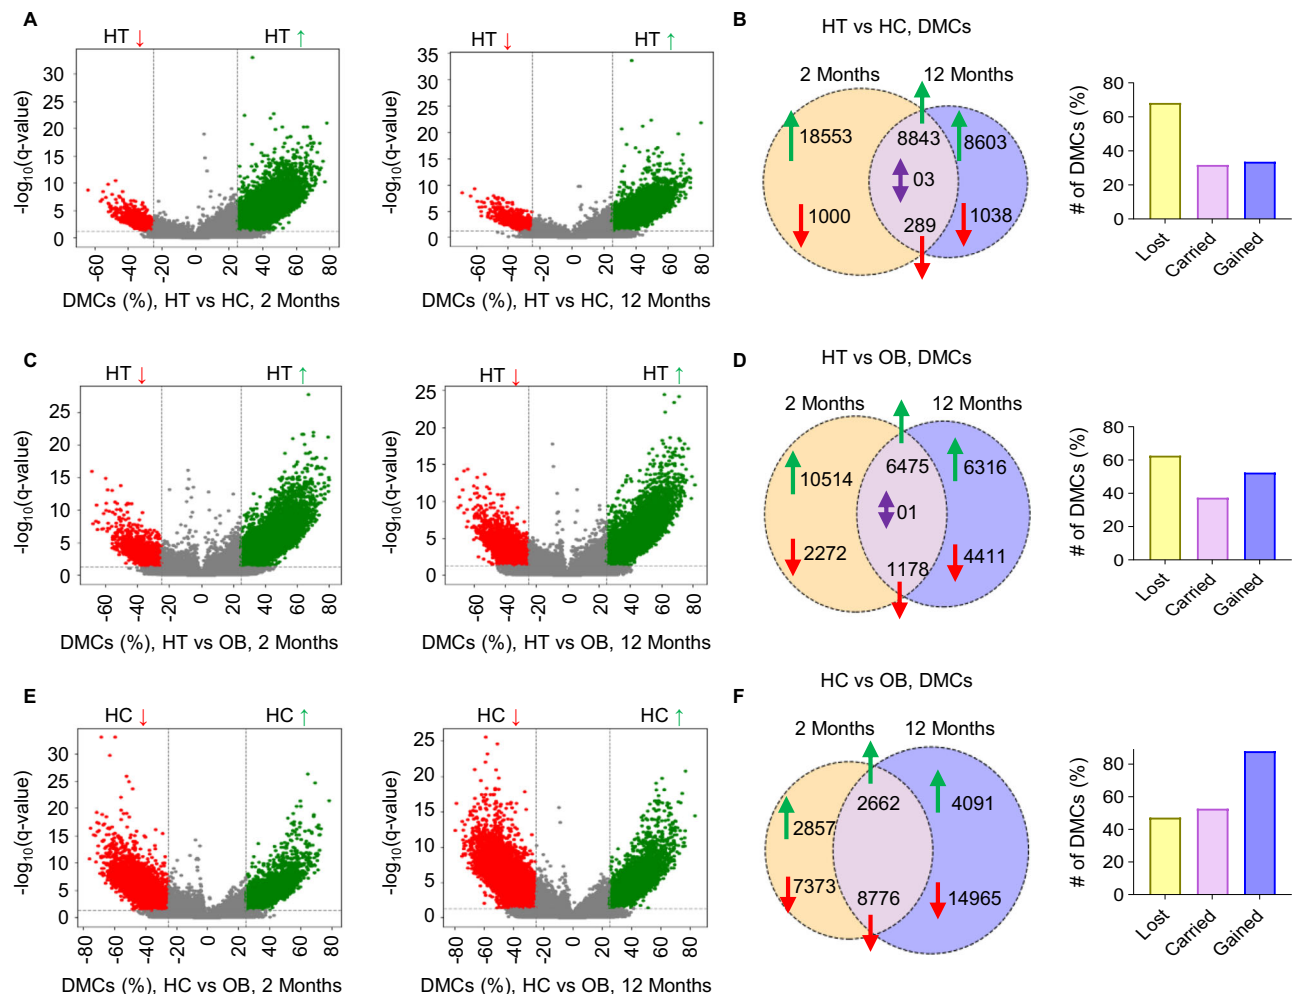 A
HT ↓ HT ↑
-log10(q-value)
30
25
20
15
10
5
0
-60 -40 -20 0 20 40 60 80
DMCs (%), HT vs HC, 2 Months
HT ↓ HT ↑
-log10(q-value)
35
30
25
20
15
10
5
0
-60 -40 -20 0 20 40 60 80
DMCs (%), HT vs HC, 12 Months
B
HT vs HC, DMCs
2 Months 12 Months
18553 8843 8603
03
1000 289 1038
# of DMCs (%)
80
60
40
20
0
Lost Carried Gained
C
HT ↓ HT ↑
-log10(q-value)
25
20
15
10
5
0
-60 -40 -20 0 20 40 60 80
DMCs (%), HT vs OB, 2 Months
HT ↓ HT ↑
-log10(q-value)
25
20
15
10
5
0
-60 -40 -20 0 20 40 60 80
DMCs (%), HT vs OB, 12 Months
D
HT vs OB, DMCs
2 Months 12 Months
10514 6475 6316
01
2272 1178 4411
# of DMCs (%)
80
60
40
20
0
Lost Carried Gained
E
HC ↓ HC ↑
-log10(q-value)
30
25
20
15
10
5
0
-80 -60 -40 -20 0 20 40 60 80
DMCs (%), HC vs OB, 2 Months
HC ↓ HC ↑
-log10(q-value)
25
20
15
10
5
0
-80 -60 -40 -20 0 20 40 60 80
DMCs (%), HC vs OB, 12 Months
F
HC vs OB, DMCs
2 Months 12 Months
2857 2662 4091
7373 8776 14965
# of DMCs (%)
80
60
40
20
0
Lost Carried Gained